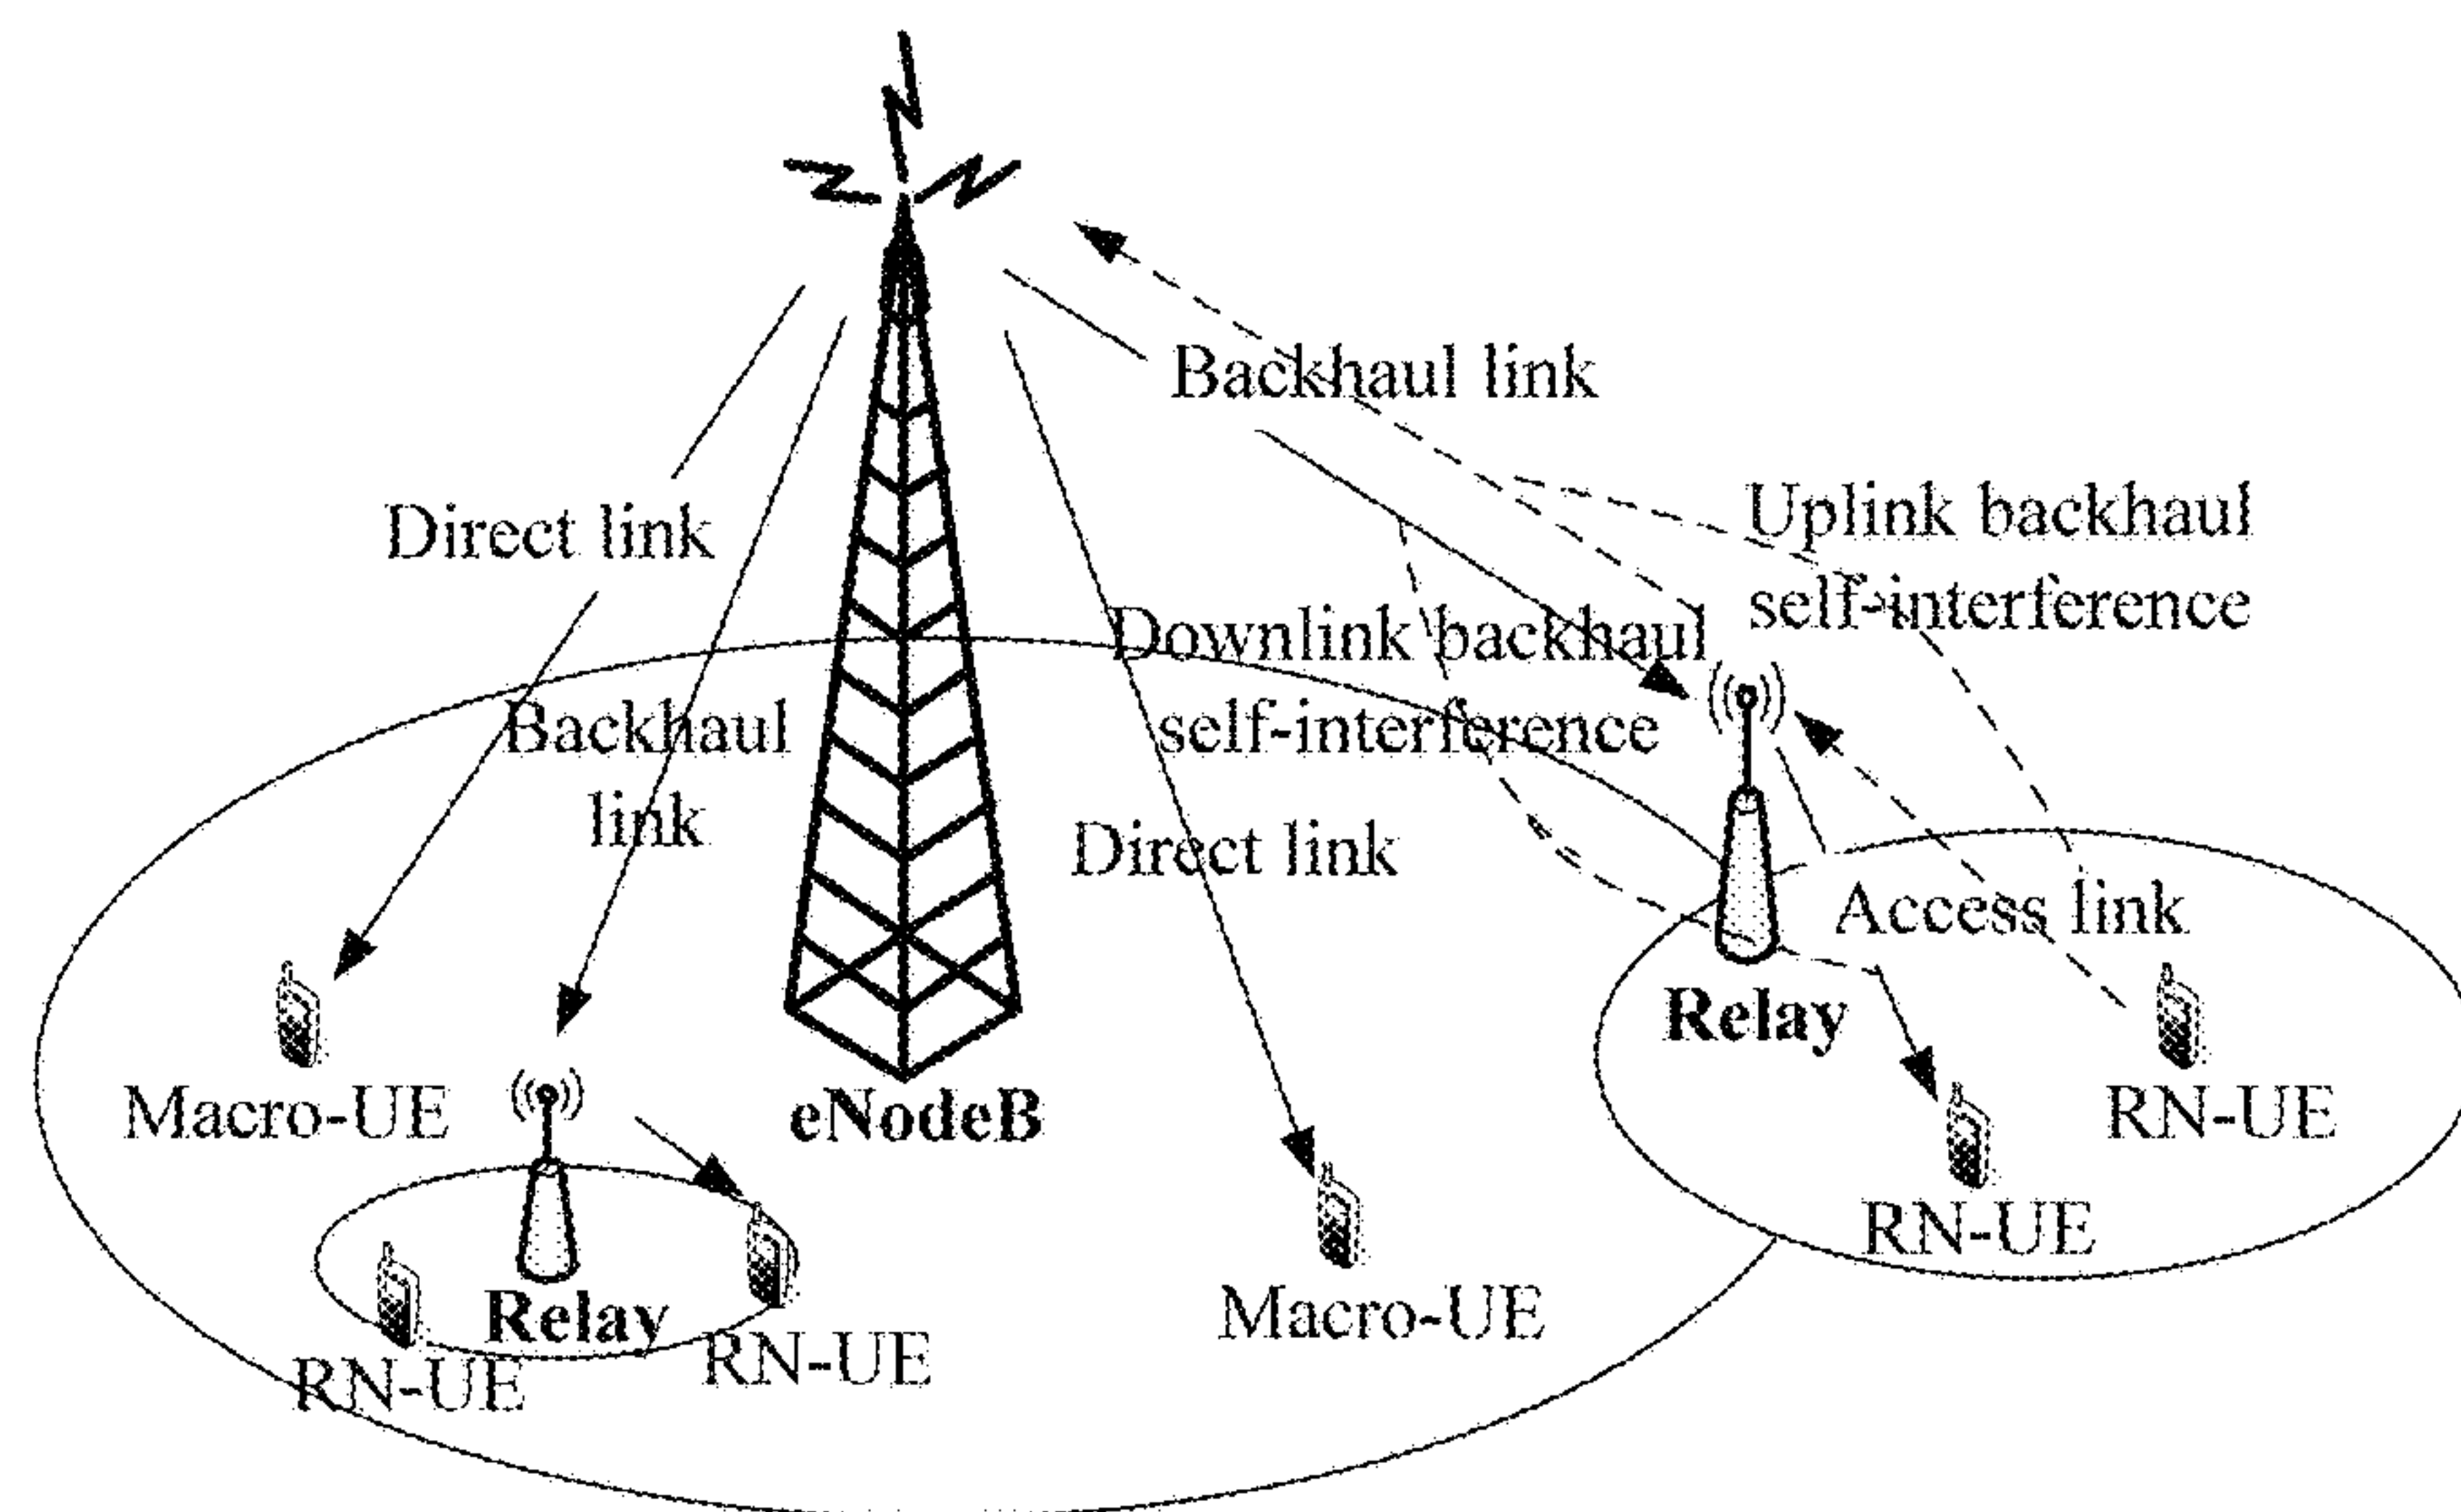 Backhaul link
Uplink backhaul
self-interference
Direct link
Downlink backhaul
self-interference
Backhaul
link
Direct link
Access link
Relay
Macro-UE
eNodeB
RN-UE
RN-UE
Relay
RN-UE
RN-UE
Macro-UE